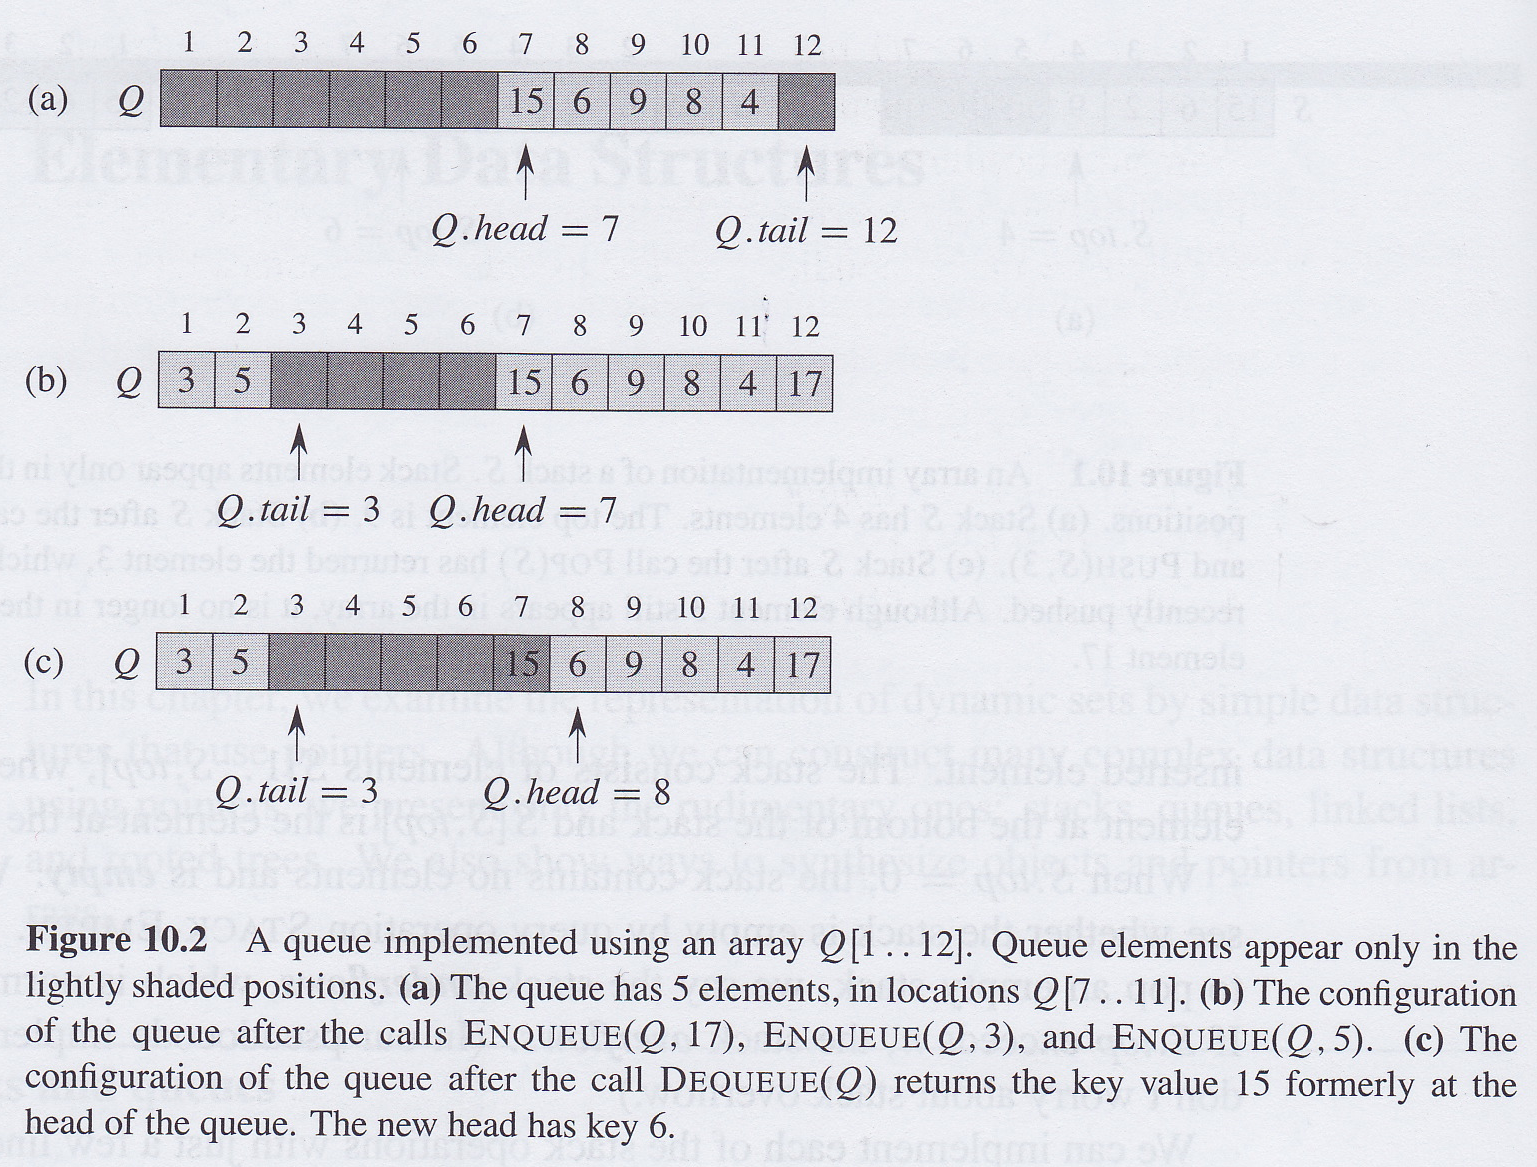 1 2 3 4 5 6 7 8 9 10 11 12
(a) Q 15 6 9 8 4
Q.head = 7 Q.tail = 12
1 2 3 4 5 6 7 8 9 10 11 12
(b) Q 3 5 15 6 9 8 4 17
Q.tail = 3 Q.head = 7
1 2 3 4 5 6 7 8 9 10 11 12
(c) Q 3 5 15 6 9 8 4 17
Q.tail = 3 Q.head = 8
Figure 10.2 A queue implemented using an array Q[1 . . 12]. Queue elements appear only in the
lightly shaded positions. (a) The queue has 5 elements, in locations Q[7 . . 11]. (b) The configuration
of the queue after the calls ENQUEUE(Q, 17), ENQUEUE(Q, 3), and ENQUEUE(Q, 5). (c) The
configuration of the queue after the call DEQUEUE(Q) returns the key value 15 formerly at the
head of the queue. The new head has key 6.